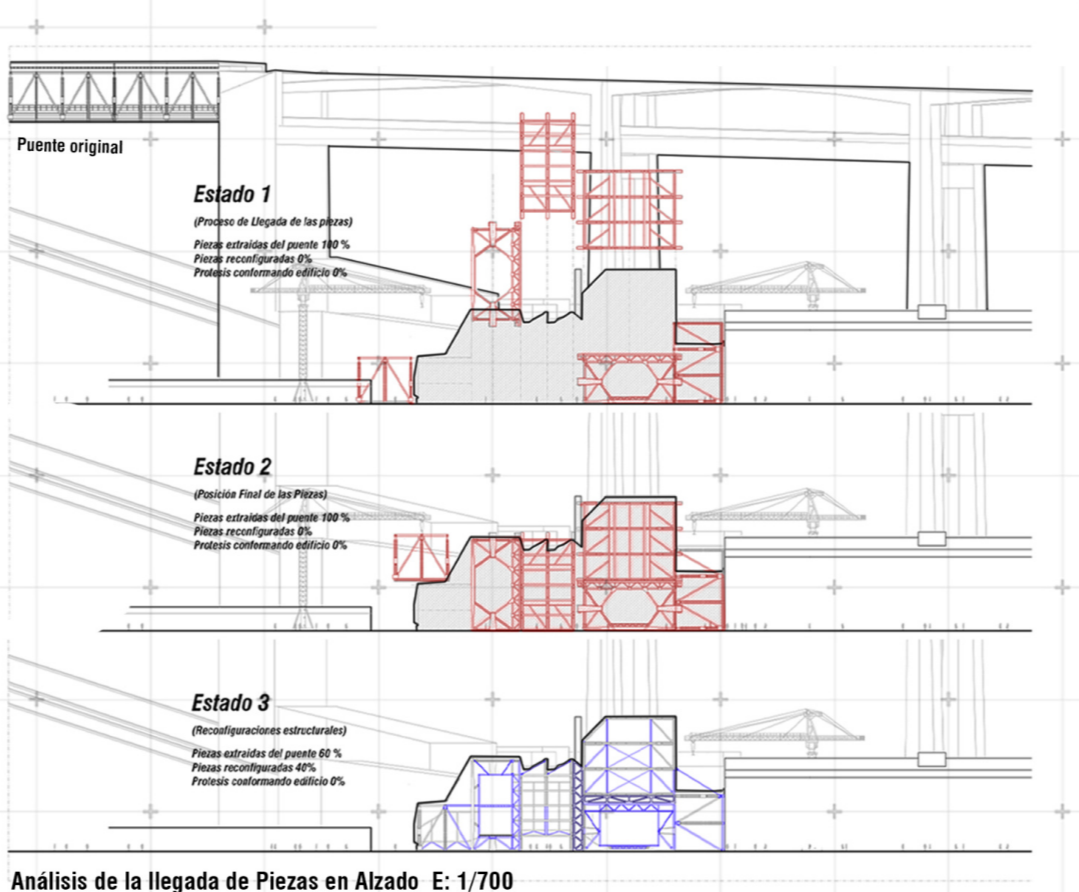 Puente original
Estado 1
(Proceso de Llegada de las piezas)
Piezas extraidas del puente 100 %
Piezas reconfiguradas 0%
Protesis conformando edificio 0%
Estado 2
(Posición Final de las Piezas)
Piezas extraidas del puente 100 %
Piezas reconfiguradas 0%
Protesis conformando edificio 0%
Estado 3
(Reconfiguraciones estructurales)
Piezas extraidas del puente 60 %
Piezas reconfiguradas 40%
Protesis conformando edificio 0%
Análisis de la llegada de Piezas en Alzado E: 1/700